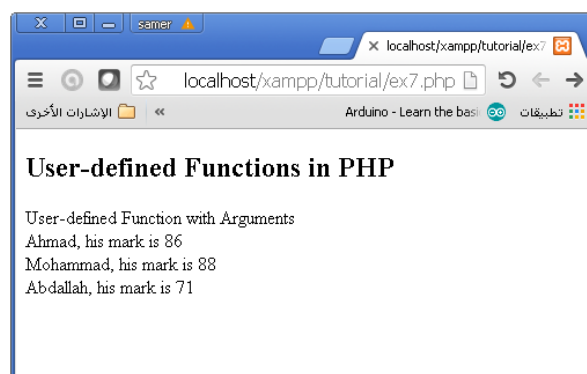 samer
localhost/xampp/tutorial/ex7
localhost/xampp/tutorial/ex7.php
تطبيقات
Arduino - Learn the basi
»
الإشارات الأخرى
User-defined Functions in PHP
User-defined Function with Arguments
Ahmad, his mark is 86
Mohammad, his mark is 88
Abdallah, his mark is 71